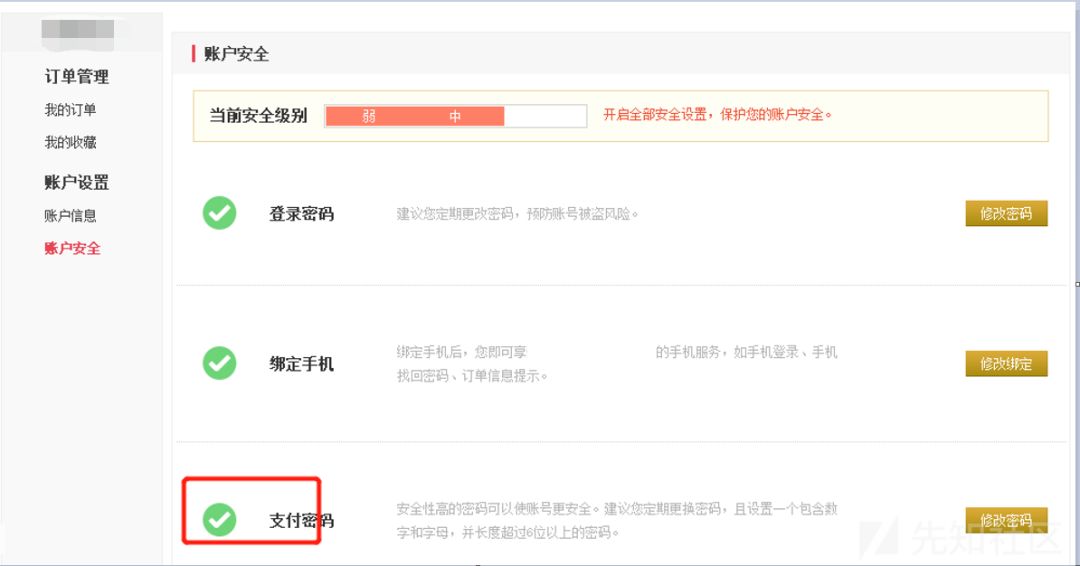 订单管理
我的订单
我的收藏
账户设置
账户信息
账户安全
账户安全
当前安全级别 弱 中 开启全部安全设置，保护您的账户安全。
登录密码 建议您定期更改密码，预防账号被盗风险。 修改密码
绑定手机 绑定手机后，您即可享 的手机服务，如手机登录、手机
找回密码、订单信息提示。 修改绑定
支付密码 安全性高的密码可以使账号更安全。建议您定期更换密码，且设置一个包含数
字和字母，并长度超过6位以上的密码。 修改密码
先知社区